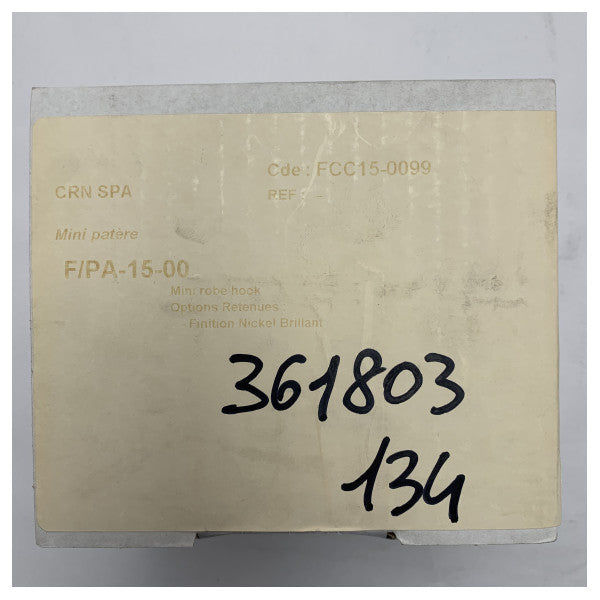 Cde : FCC15-0099
CRN SPA
REF : -
Mini patère
F/PA-15-00
Mini robe hook
Options Retenues
- Finition Nickel Brillant
361803
134